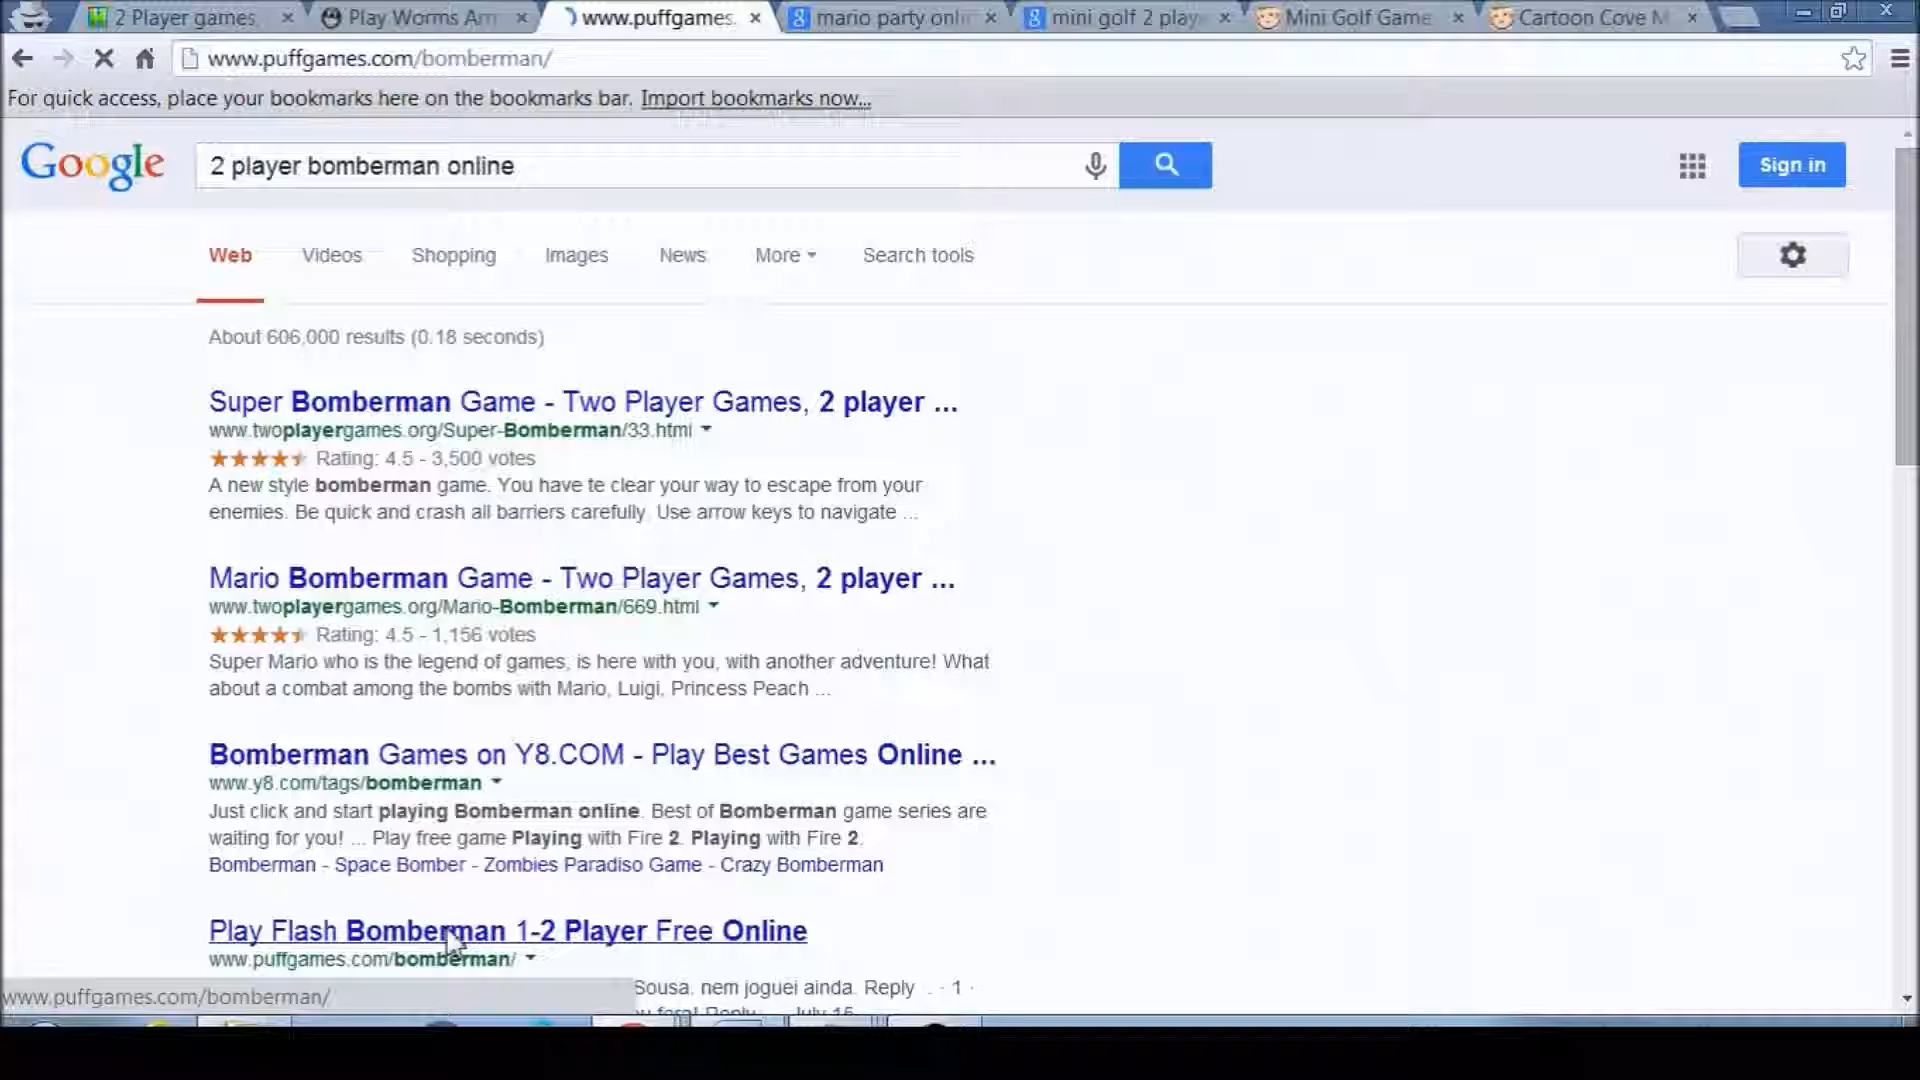 2 Player games,
Play Worms Arm
www.puffgames.
mario party onlin
mini golf 2 play
Mini Golf Game
Cartoon Cove M
www.puffgames.com/bomberman/
For quick access, place your bookmarks here on the bookmarks bar. Import bookmarks now...
Google
2 player bomberman online
Sign in
Web
Videos
Shopping
Images
News
More
Search tools
About 606,000 results (0.18 seconds)
Super Bomberman Game - Two Player Games, 2 player ...
www.twoplayergames.org/Super-Bomberman/33.html
Rating: 4.5 - 3,500 votes
A new style bomberman game. You have te clear your way to escape from your
enemies. Be quick and crash all barriers carefully. Use arrow keys to navigate ...
Mario Bomberman Game - Two Player Games, 2 player ...
www.twoplayergames.org/Mario-Bomberman/669.html
Rating: 4.5 - 1,156 votes
Super Mario who is the legend of games, is here with you, with another adventure! What
about a combat among the bombs with Mario, Luigi, Princess Peach ...
Bomberman Games on Y8.COM - Play Best Games Online ...
www.y8.com/tags/bomberman
Just click and start playing Bomberman online. Best of Bomberman game series are
waiting for you! ... Play free game Playing with Fire 2. Playing with Fire 2.
Bomberman - Space Bomber - Zombies Paradiso Game - Crazy Bomberman
Play Flash Bomberman 1-2 Player Free Online
www.puffgames.com/bomberman/
Sousa. nem joguei ainda. Reply . · 1 ·
www.puffgames.com/bomberman/